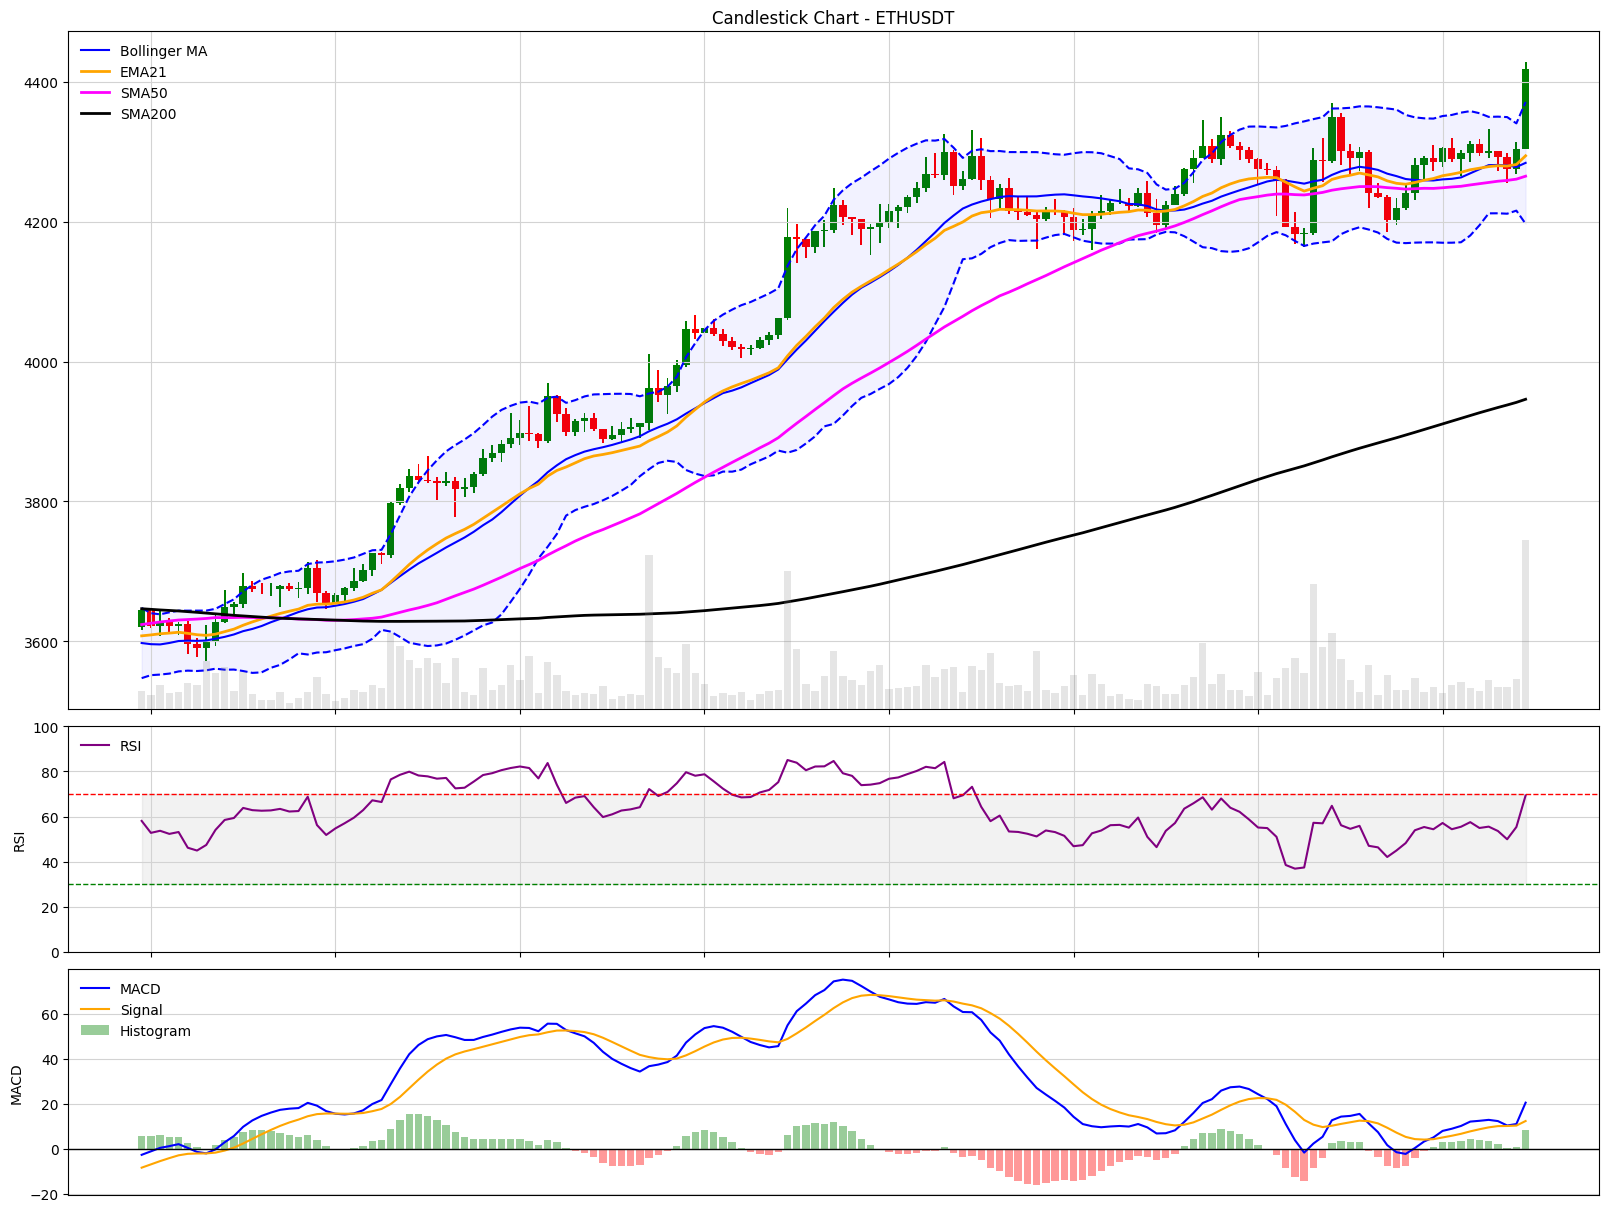 Candlestick Chart - ETHUSDT
Bollinger MA
EMA21
SMA50
SMA200
4400
4200
4000
3800
3600
RSI
100
80
60
40
20
0
RSI
MACD
Signal
Histogram
60
40
20
0
−20
MACD